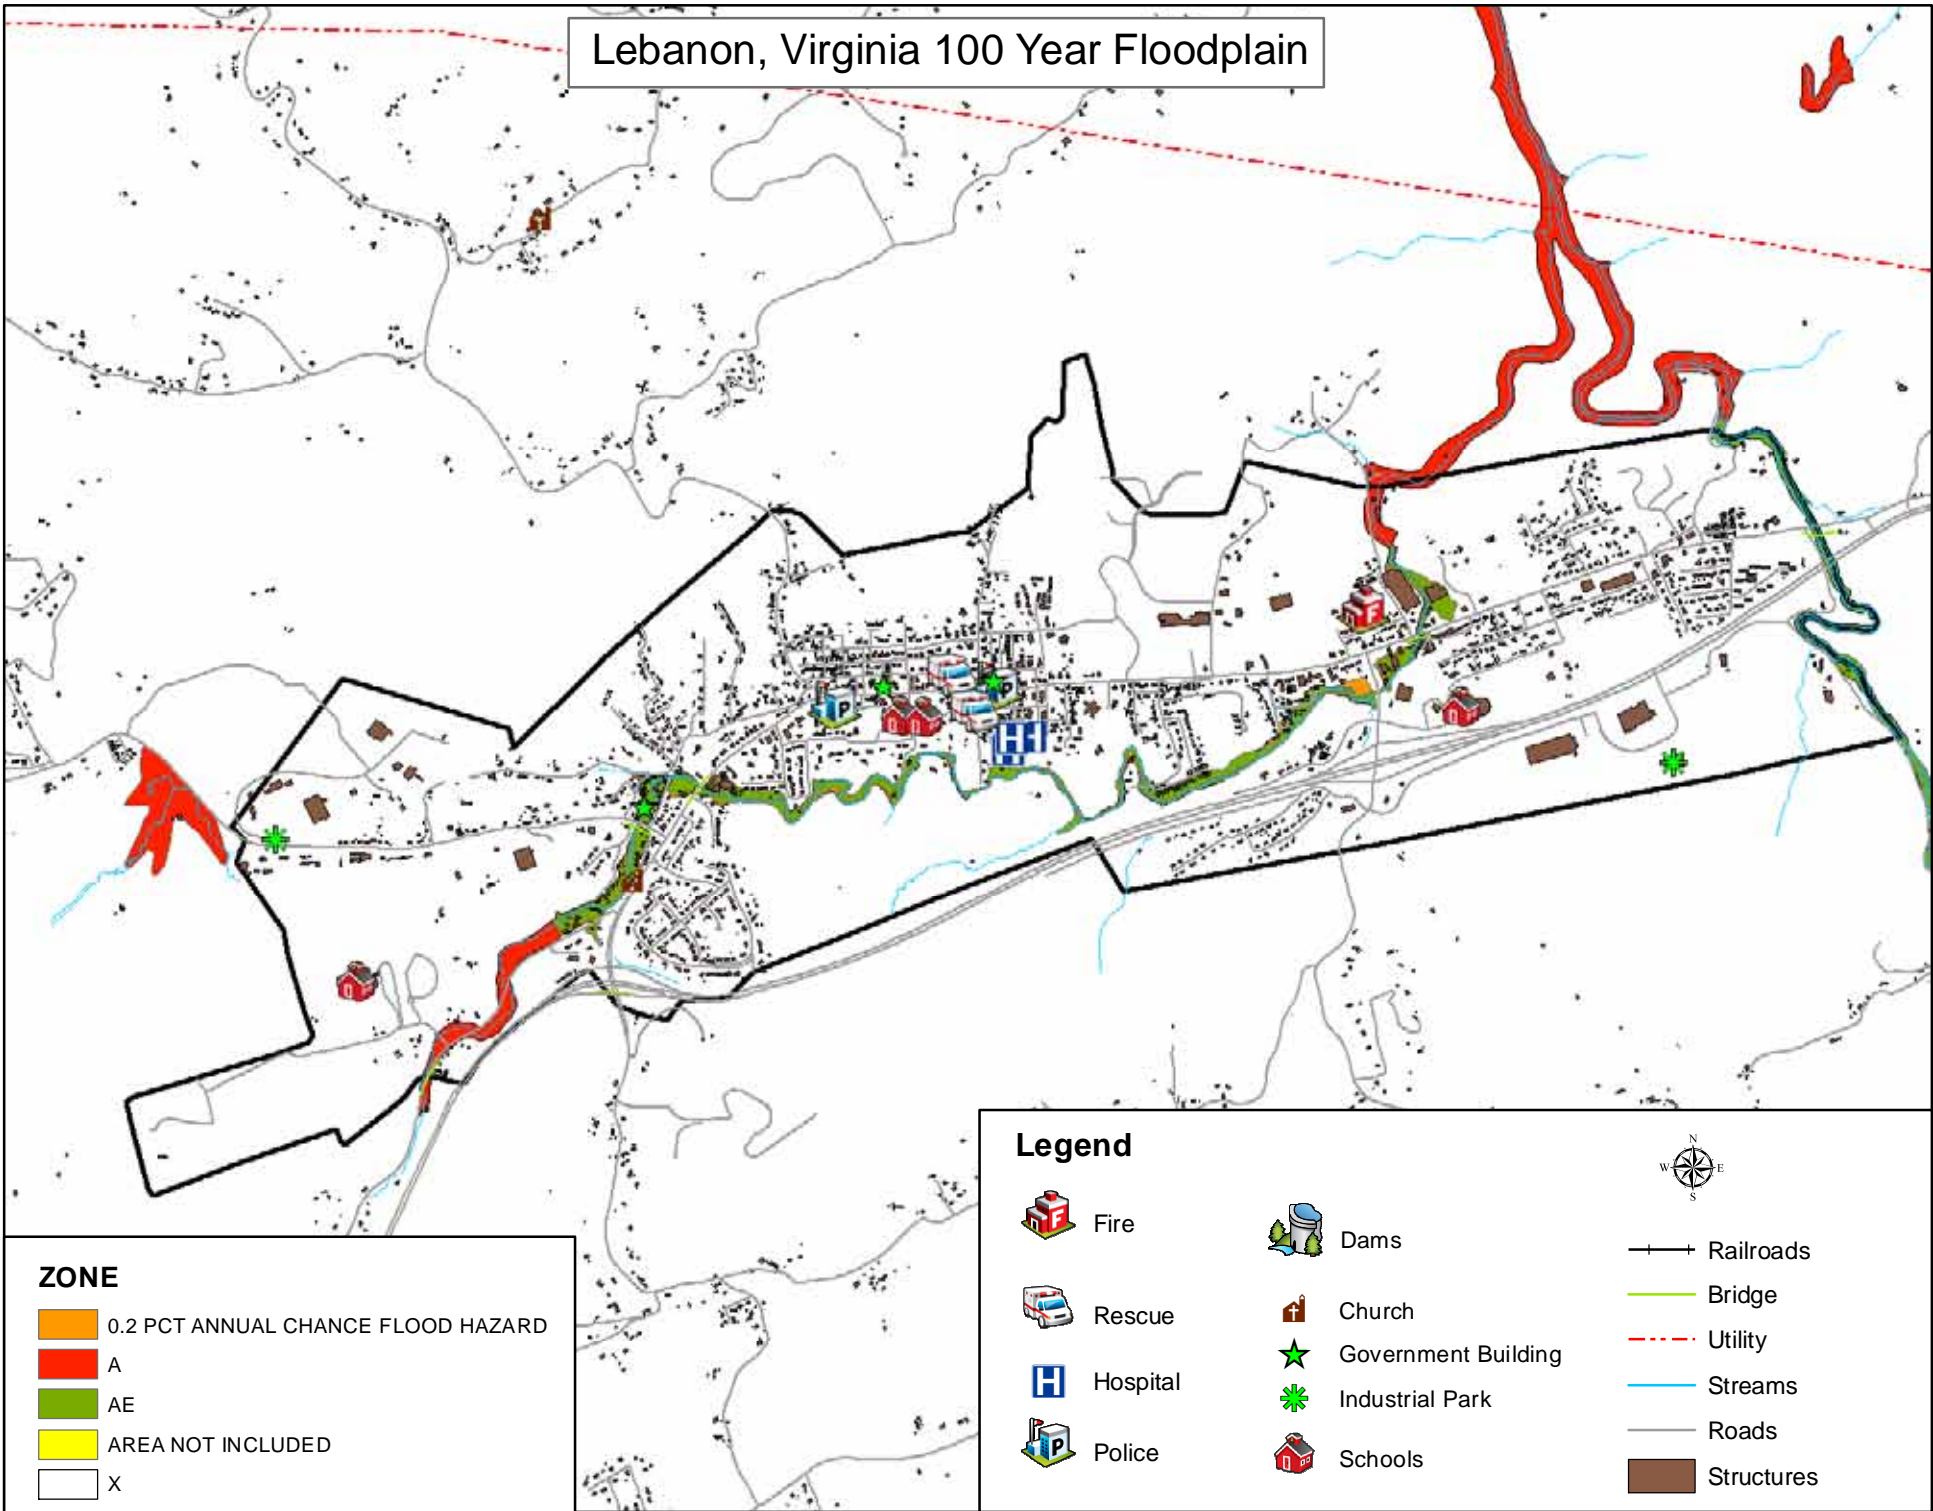 Lebanon, Virginia 100 Year Floodplain
F
P
P
H
H
Legend
F
Fire
Rescue
H
Hospital
P
Police
Dams
Church
Government Building
Industrial Park
Schools
N
W
E
S
Railroads
Bridge
Utility
Streams
Roads
Structures
ZONE
0.2 PCT ANNUAL CHANCE FLOOD HAZARD
A
AE
AREA NOT INCLUDED
X